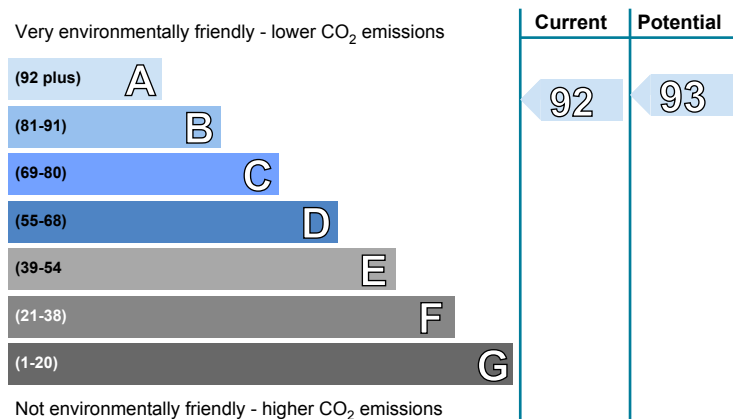 Current Potential
Very environmentally friendly - lower CO₂ emissions
(92 plus) A
92 93
(81-91) B
(69-80) C
(55-68) D
(39-54 E
(21-38) F
(1-20) G
Not environmentally friendly - higher CO₂ emissions